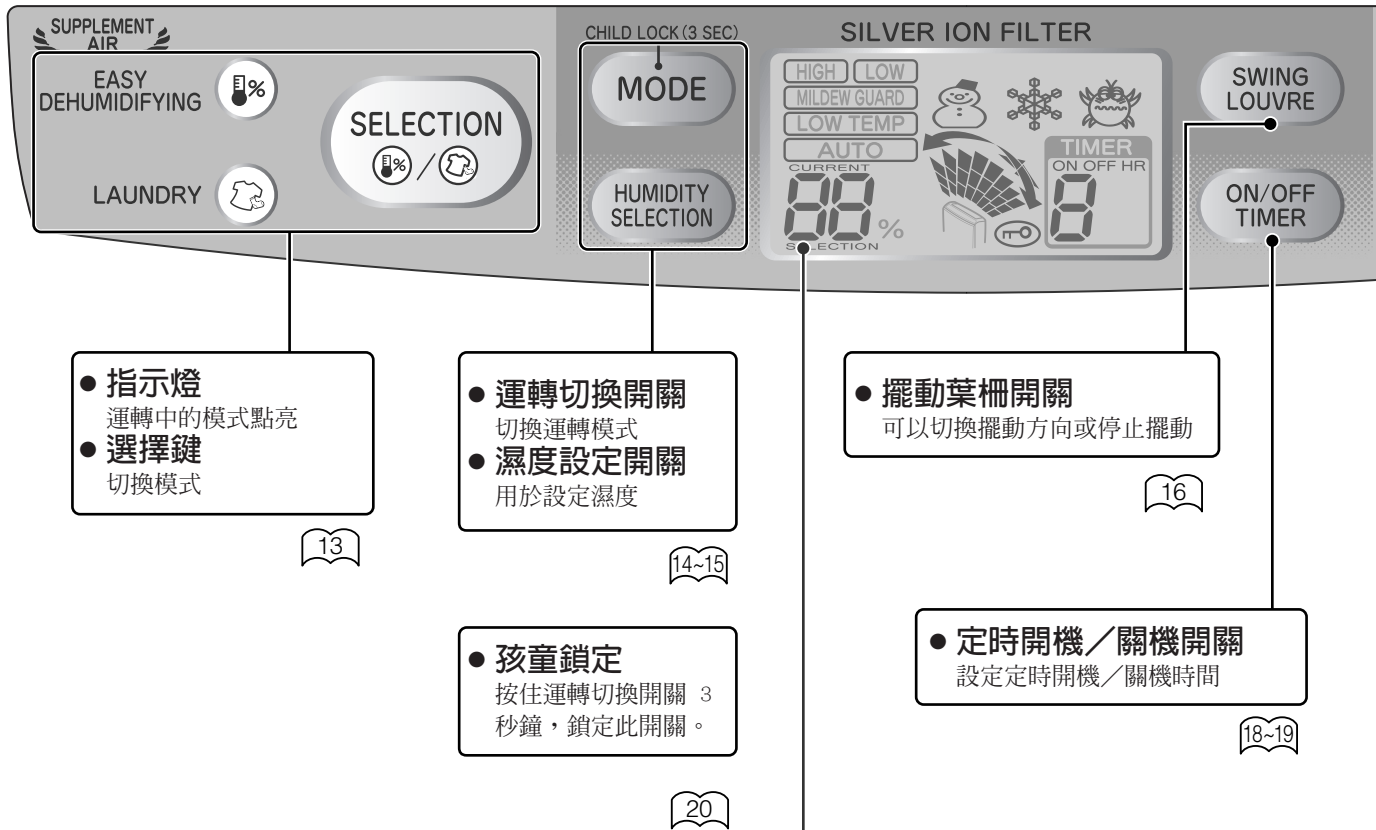 SUPPLEMENT
AIR
EASY
DEHUMIDIFYING
LAUNDRY
SELECTION
CHILD LOCK (3 SEC)
MODE
HUMIDITY
SELECTION
SILVER ION FILTER
HIGH LOW
MILDEW GUARD
LOW TEMP
AUTO
CURRENT
88%
SELECTION
TIMER
ON OFF HR
8
SWING
LOUVRE
ON/OFF
TIMER
● 指示燈
運轉中的模式點亮
● 選擇鍵
切換模式
13
● 運轉切換開關
切換運轉模式
● 濕度設定開關
用於設定濕度
14~15
● 孩童鎖定
按住運轉切換開關 3
秒鐘，鎖定此開關。
20
● 擺動葉柵開關
可以切換擺動方向或停止擺動
16
● 定時開機／關機開關
設定定時開機／關機時間
18~19